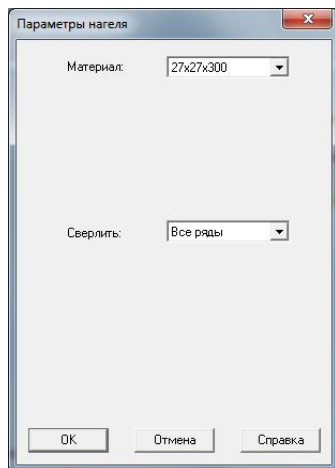 Параметры нагеля
Материал: 27x27x300
Сверлить: Все ряды
OK Отмена Справка